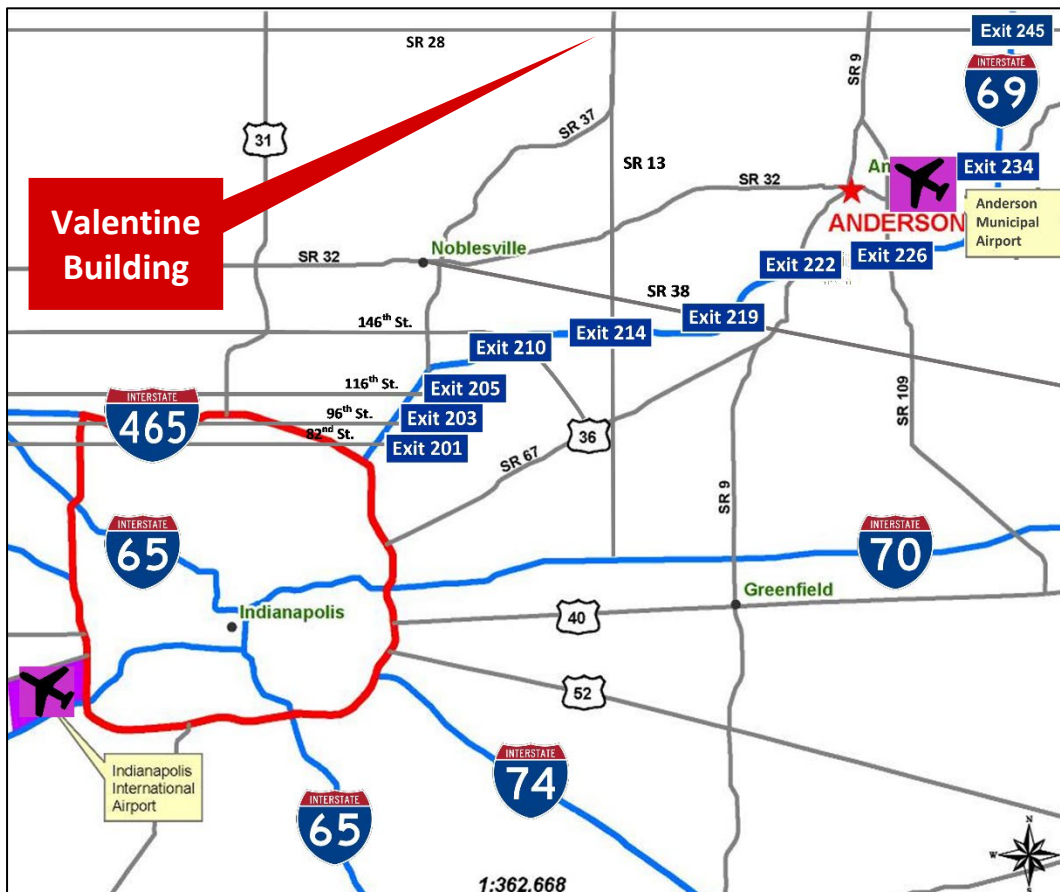 Exit 245
SR 28
SR 9
INTERSTATE
69
31
SR 37
SR 13
SR 32
An
Exit 234
Valentine
Building
ANDERSON
Anderson
Municipal
Airport
Noblesville
SR 32
Exit 226
Exit 222
SR 38
146th St.
Exit 219
Exit 214
Exit 210
116th St.
Exit 205
INTERSTATE
465
96th St.
Exit 203
82nd St.
Exit 201
36
SR 109
SR 67
SR 9
INTERSTATE
65
INTERSTATE
70
Indianapolis
Greenfield
40
52
Indianapolis
International
Airport
INTERSTATE
74
INTERSTATE
65
N
W
E
S
1:362,668